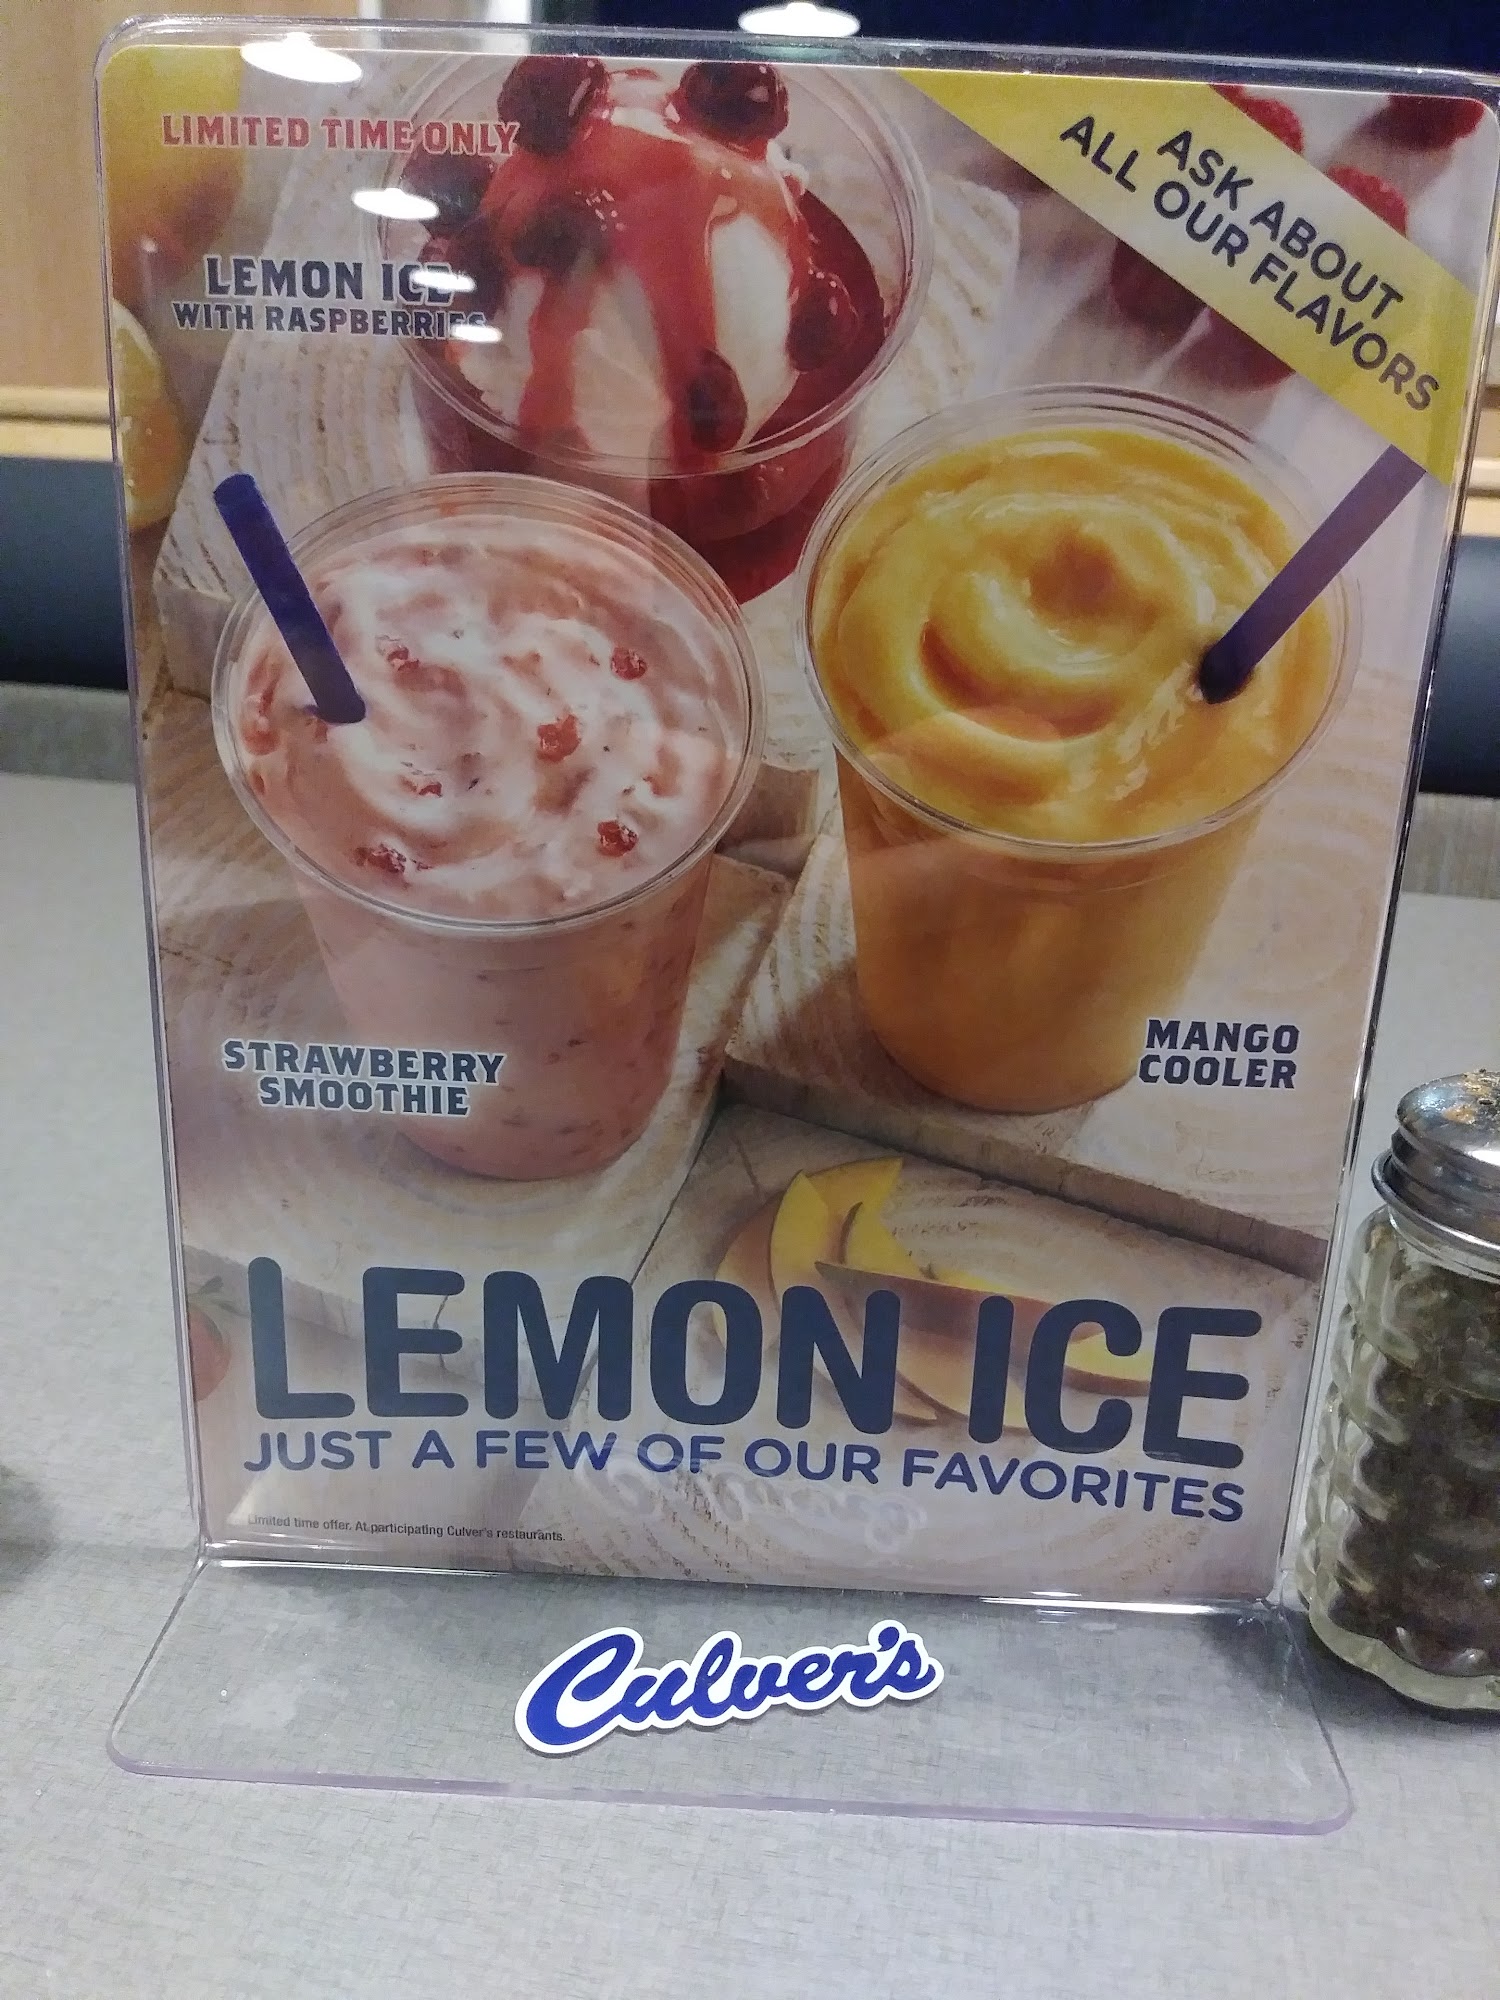 LIMITED TIME ONLY
ASK ABOUT
ALL OUR FLAVORS
LEMON ICE
WITH RASPBERRIES
STRAWBERRY
SMOOTHIE
MANGO
COOLER
LEMON ICE
JUST A FEW OF OUR FAVORITES
Limited time offer. At participating Culver's restaurants.
Culver's